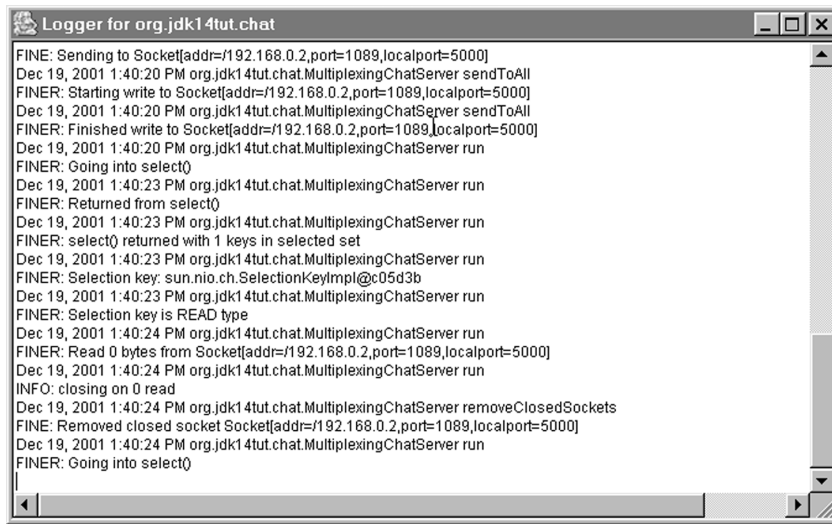 Logger for org.jdk14tut.chat
FINE: Sending to Socket[addr=/192.168.0.2,port=1089,localport=5000]
Dec 19, 2001 1:40:20 PM org.jdk14tut.chat.MultiplexingChatServer sendToAll
FINER: Starting write to Socket[addr=/192.168.0.2,port=1089,localport=5000]
Dec 19, 2001 1:40:20 PM org.jdk14tut.chat.MultiplexingChatServer sendToAll
FINER: Finished write to Socket[addr=/192.168.0.2,port=1089,localport=5000]
Dec 19, 2001 1:40:20 PM org.jdk14tut.chat.MultiplexingChatServer run
FINER: Going into select()
Dec 19, 2001 1:40:23 PM org.jdk14tut.chat.MultiplexingChatServer run
FINER: Returned from select()
Dec 19, 2001 1:40:23 PM org.jdk14tut.chat.MultiplexingChatServer run
FINER: select() returned with 1 keys in selected set
Dec 19, 2001 1:40:23 PM org.jdk14tut.chat.MultiplexingChatServer run
FINER: Selection key: sun.nio.ch.SelectionKeyImpl@c05d3b
Dec 19, 2001 1:40:23 PM org.jdk14tut.chat.MultiplexingChatServer run
FINER: Selection key is READ type
Dec 19, 2001 1:40:24 PM org.jdk14tut.chat.MultiplexingChatServer run
FINER: Read 0 bytes from Socket[addr=/192.168.0.2,port=1089,localport=5000]
Dec 19, 2001 1:40:24 PM org.jdk14tut.chat.MultiplexingChatServer run
INFO: closing on 0 read
Dec 19, 2001 1:40:24 PM org.jdk14tut.chat.MultiplexingChatServer removeClosedSockets
FINE: Removed closed socket Socket[addr=/192.168.0.2,port=1089,localport=5000]
Dec 19, 2001 1:40:24 PM org.jdk14tut.chat.MultiplexingChatServer run
FINER: Going into select()